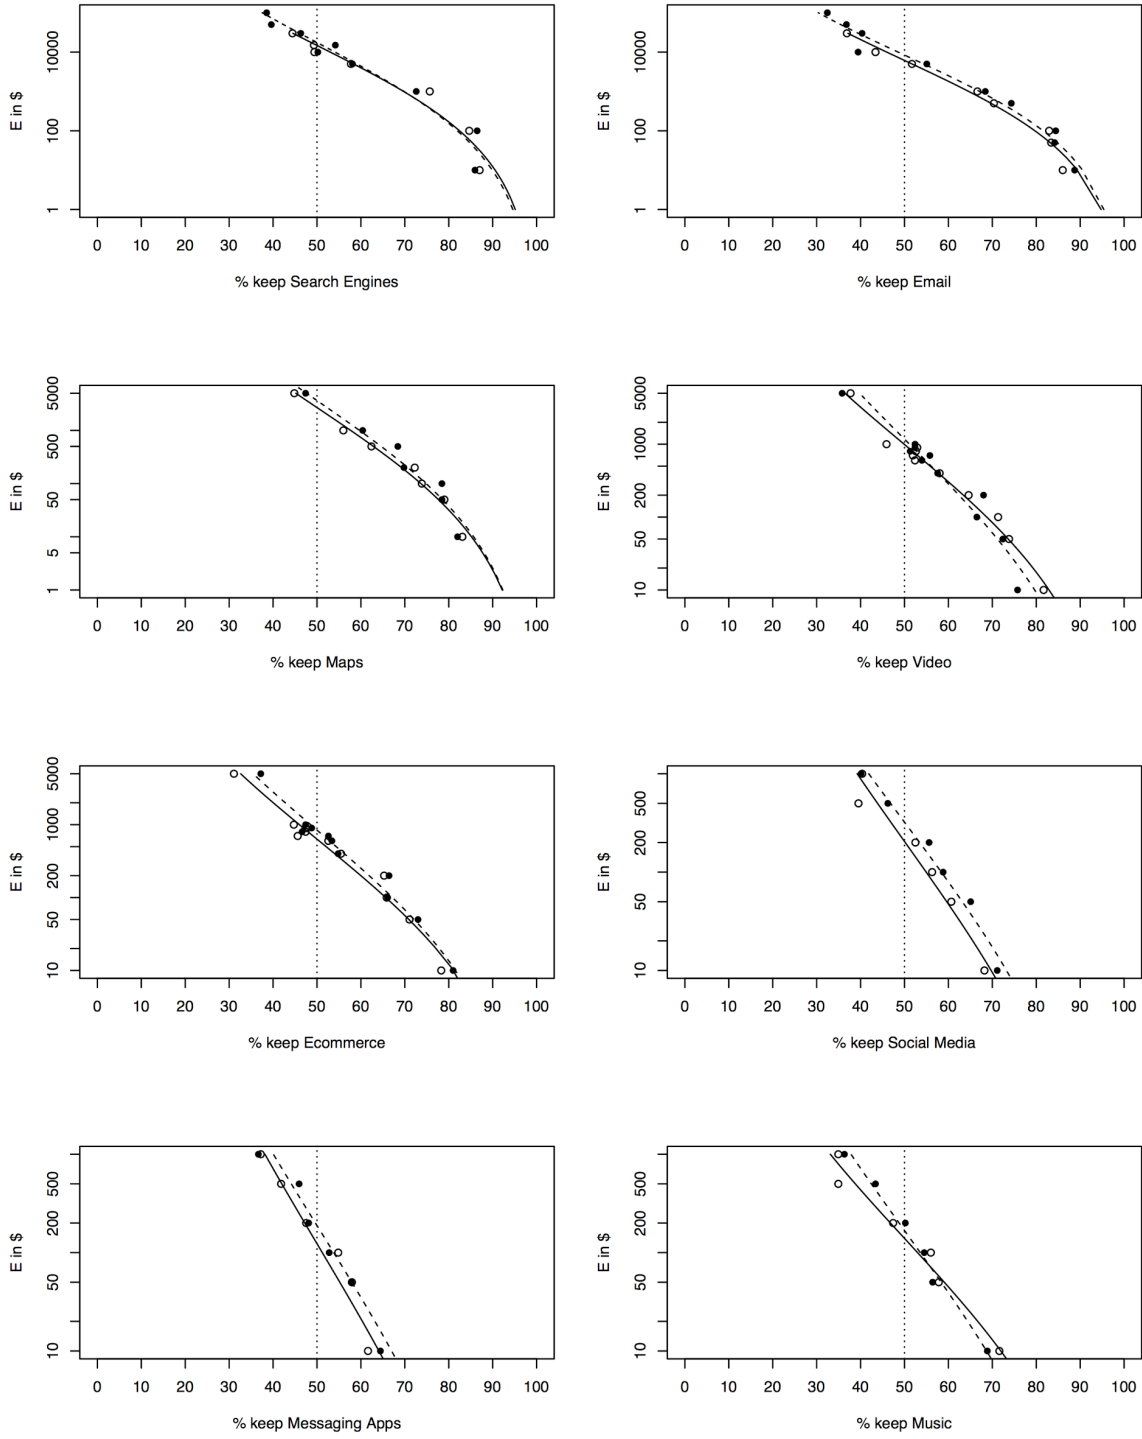 E in $
10000
100
1
0 10 20 30 40 50 60 70 80 90 100
% keep Search Engines
E in $
10000
100
1
0 10 20 30 40 50 60 70 80 90 100
% keep Email
E in $
5000
500
50
5
1
0 10 20 30 40 50 60 70 80 90 100
% keep Maps
E in $
5000
1000
200
50
10
0 10 20 30 40 50 60 70 80 90 100
% keep Video
E in $
5000
1000
200
50
10
0 10 20 30 40 50 60 70 80 90 100
% keep Ecommerce
E in $
500
200
50
10
0 10 20 30 40 50 60 70 80 90 100
% keep Social Media
E in $
500
200
50
10
0 10 20 30 40 50 60 70 80 90 100
% keep Messaging Apps
E in $
500
200
50
10
0 10 20 30 40 50 60 70 80 90 100
% keep Music